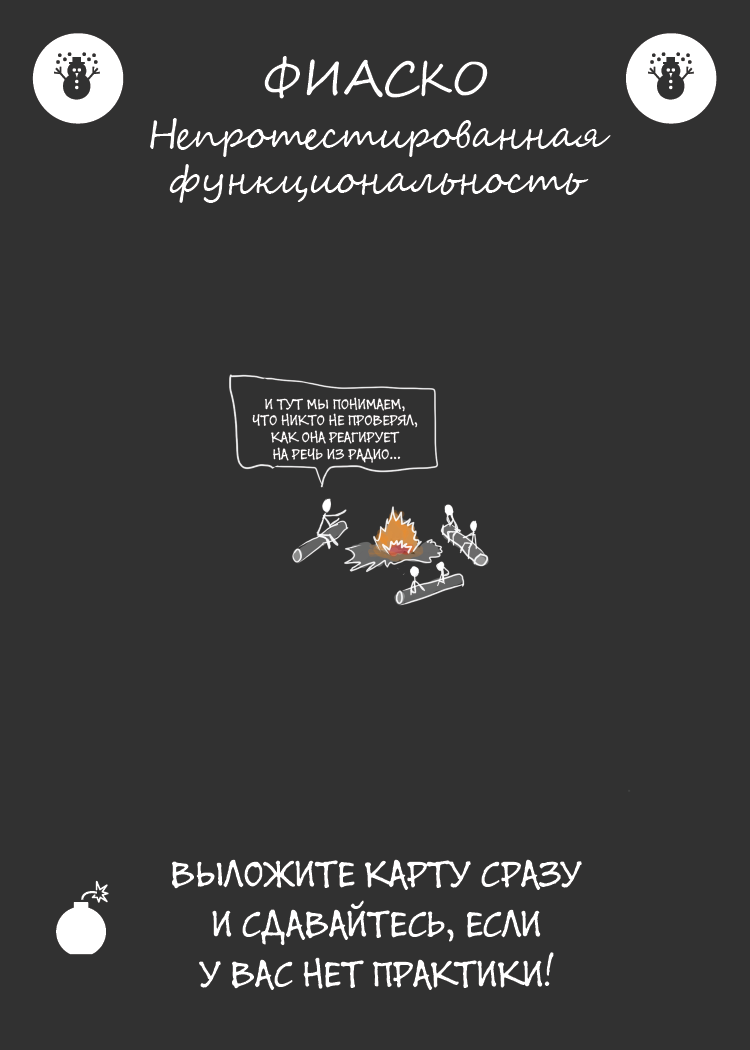 ФИАСКО
Непротестированная
функциональность
И ТУТ МЫ ПОНИМАЕМ,
ЧТО НИКТО НЕ ПРОВЕРЯЛ,
КАК ОНА РЕАГИРУЕТ
НА РЕЧЬ ИЗ РАДИО...
ВЫЛОЖИТЕ КАРТУ СРАЗУ
И СДАВАЙТЕСЬ, ЕСЛИ
У ВАС НЕТ ПРАКТИКИ!